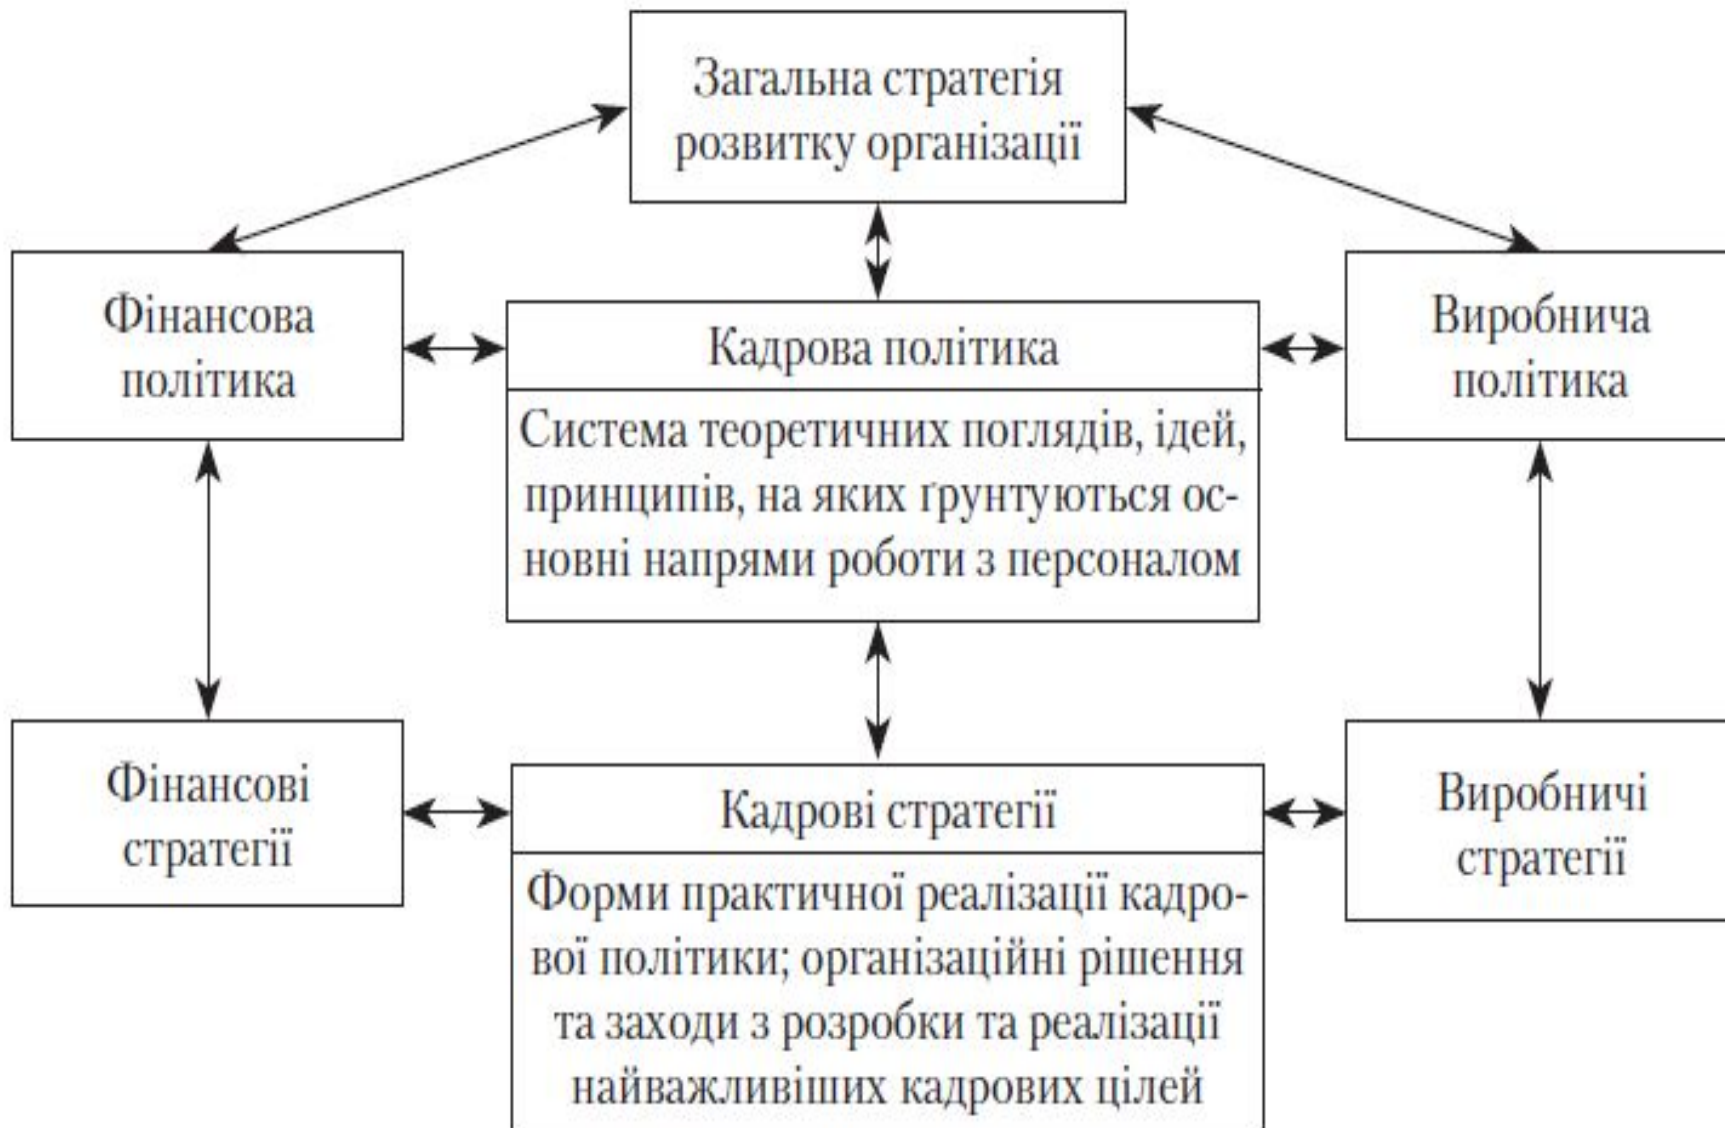 Загальна стратегія
розвитку організації
Фінансова
політика
Кадрова політика
Система теоретичних поглядів, ідей,
принципів, на яких ґрунтуються ос-
новні напрями роботи з персоналом
Виробнича
політика
Фінансові
стратегії
Кадрові стратегії
Форми практичної реалізації кадро-
вої політики; організаційні рішення
та заходи з розробки та реалізації
найважливіших кадрових цілей
Виробничі
стратегії